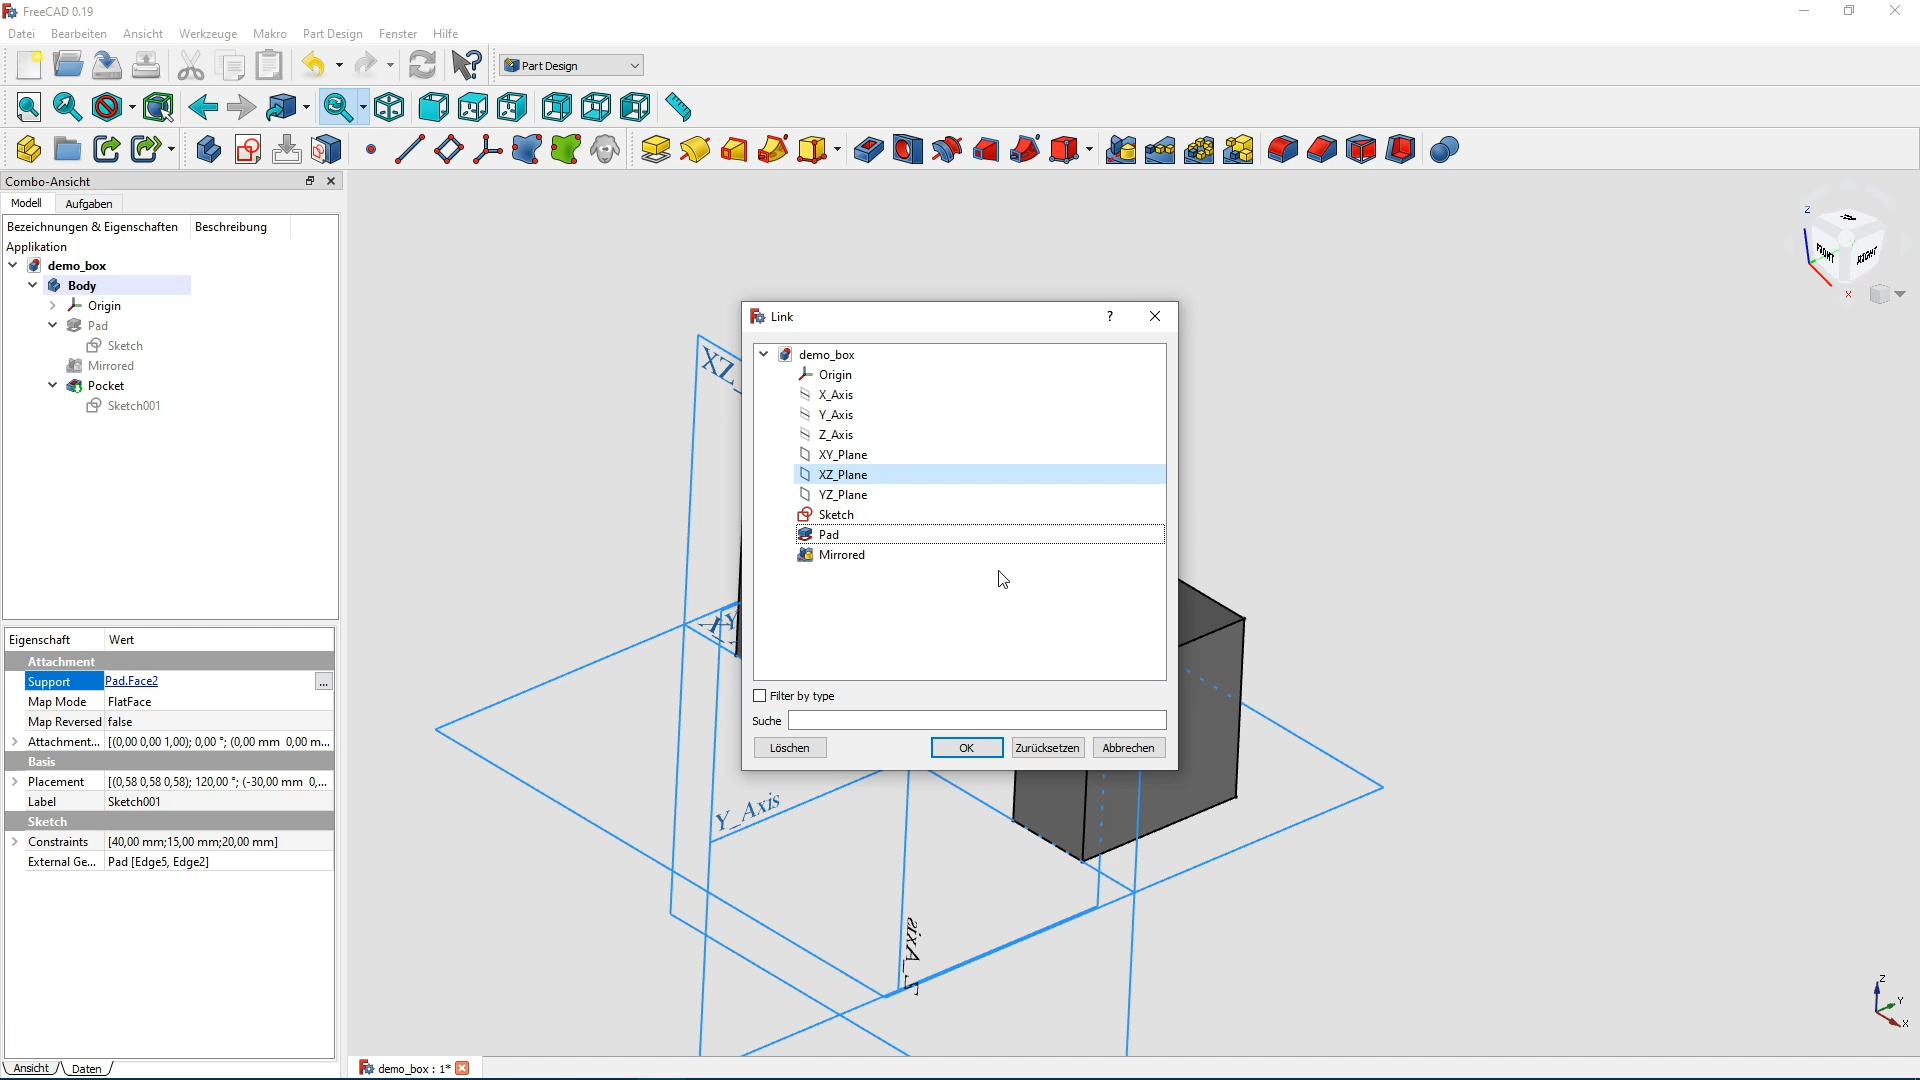 FreeCAD 0.19
Datei Bearbeiten Ansicht Werkzeuge Makro Part Design Fenster Hilfe
Part Design
Combo-Ansicht
Modell Aufgaben
Bezeichnungen & Eigenschaften Beschreibung
Applikation
demo_box
Body
Origin
Pad
Sketch
Mirrored
Pocket
Sketch001
Eigenschaft Wert
Attachment
Support Pad.Face2 ...
Map Mode FlatFace
Map Reversed false
Attachment... [(0,00 0,00 1,00); 0,00 °; (0,00 mm 0,00 m...
Basis
Placement [(0,58 0,58 0,58); 120,00 °; (-30,00 mm 0,...
Label Sketch001
Sketch
Constraints [40,00 mm;15,00 mm;20,00 mm]
External Ge... Pad [Edge5, Edge2]
Ansicht Daten
demo_box : 1*
Link ?
demo_box
Origin
X_Axis
Y_Axis
Z_Axis
XY_Plane
XZ_Plane
YZ_Plane
Sketch
Pad
Mirrored
Filter by type
Suche
Löschen OK Zurücksetzen Abbrechen
XZ_
XY
Y_Axis
Z_Axis
Z
FRONT RIGHT
X
Z
Y
X